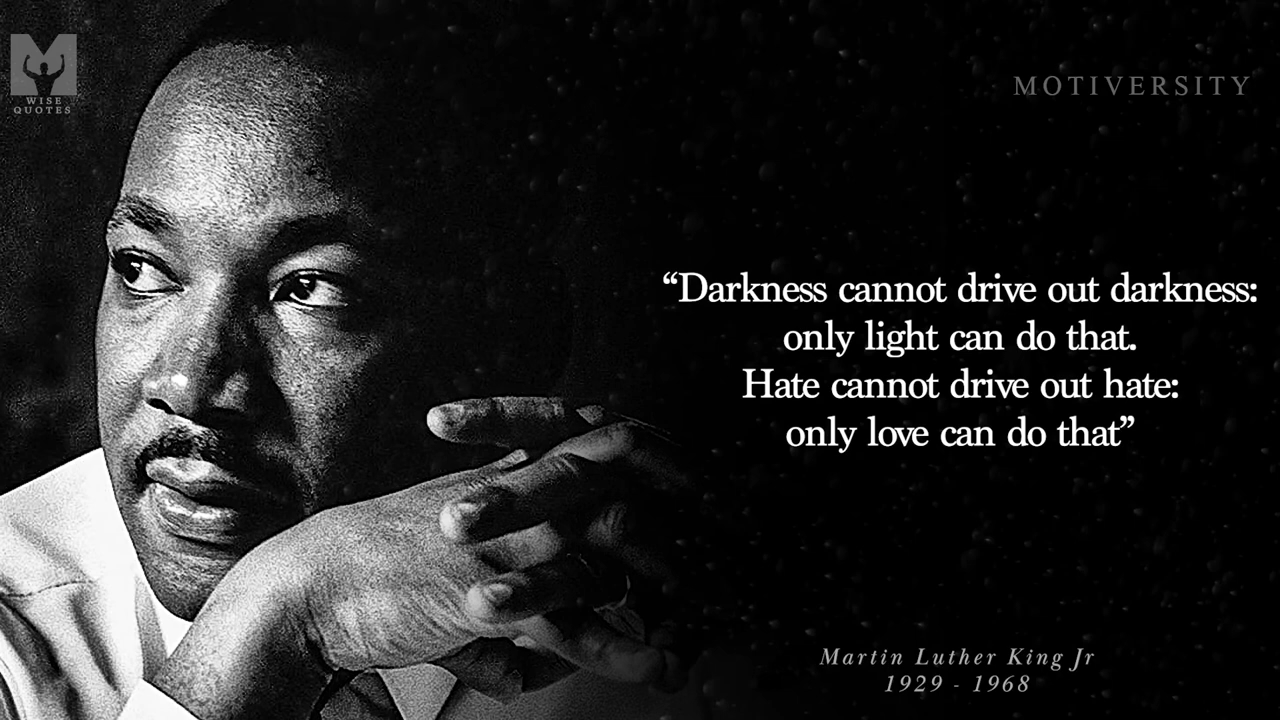 WISE
QUOTES
MOTIVERSITY
“Darkness cannot drive out darkness:
only light can do that.
Hate cannot drive out hate:
only love can do that”
Martin Luther King Jr
1929 - 1968